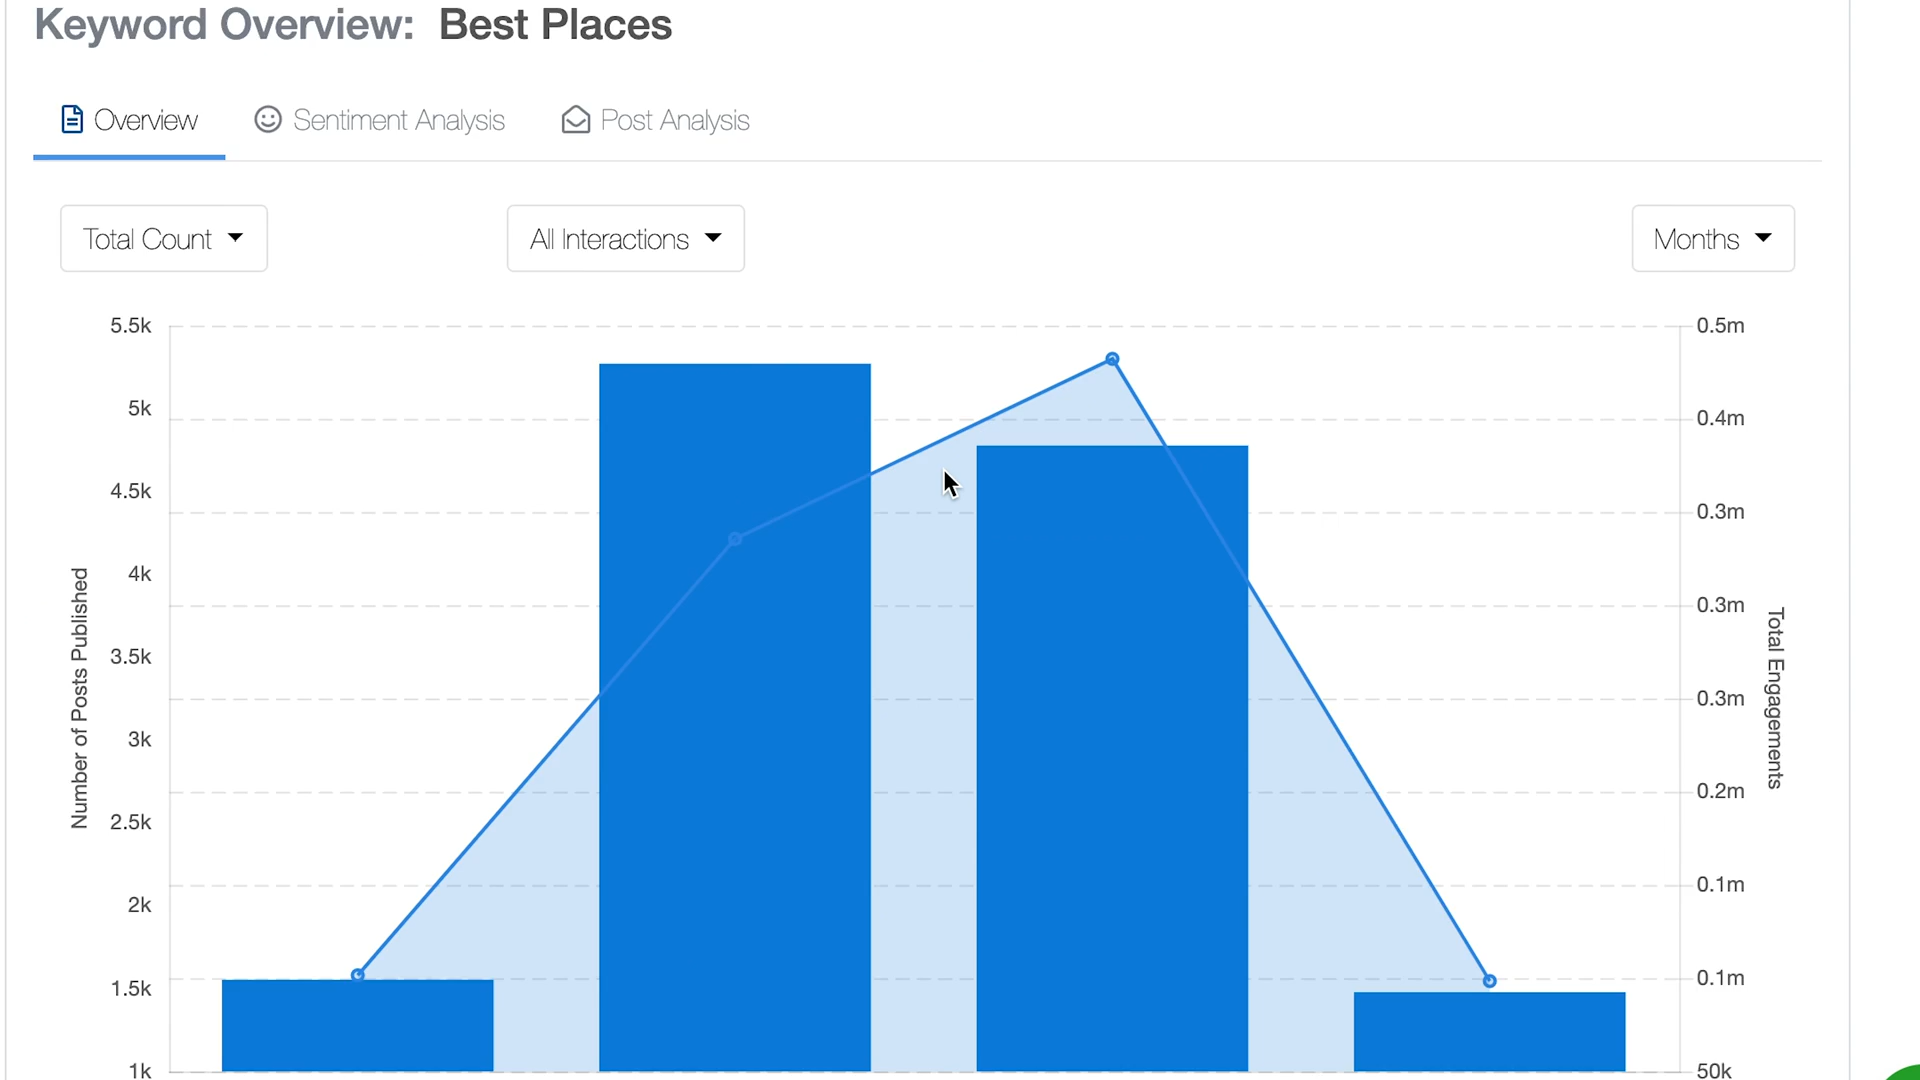 Keyword Overview: Best Places
Overview
Sentiment Analysis
Post Analysis
Total Count
All Interactions
Months
Number of Posts Published
5.5k
5k
4.5k
4k
3.5k
3k
2.5k
2k
1.5k
1k
0.5m
0.4m
0.3m
0.3m
0.3m
0.2m
0.1m
0.1m
50k
Total Engagements